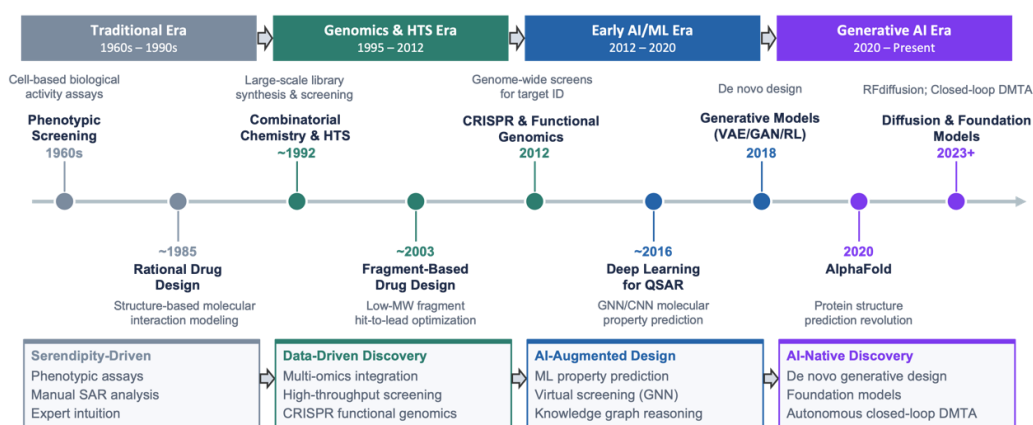 Traditional Era
1960s – 1990s
Genomics & HTS Era
1995 – 2012
Early AI/ML Era
2012 – 2020
Generative AI Era
2020 – Present
Cell-based biological
activity assays
Phenotypic
Screening
1960s
Large-scale library
synthesis & screening
Combinatorial
Chemistry & HTS
~1992
Genome-wide screens
for target ID
CRISPR & Functional
Genomics
2012
De novo design
Generative Models
(VAE/GAN/RL)
2018
RFdiffusion; Closed-loop DMTA
Diffusion & Foundation
Models
2023+
~1985
Rational Drug
Design
Structure-based molecular
interaction modeling
~2003
Fragment-Based
Drug Design
Low-MW fragment
hit-to-lead optimization
~2016
Deep Learning
for QSAR
GNN/CNN molecular
property prediction
2020
AlphaFold
Protein structure
prediction revolution
Serendipity-Driven
Phenotypic assays
Manual SAR analysis
Expert intuition
Data-Driven Discovery
Multi-omics integration
High-throughput screening
CRISPR functional genomics
AI-Augmented Design
ML property prediction
Virtual screening (GNN)
Knowledge graph reasoning
AI-Native Discovery
De novo generative design
Foundation models
Autonomous closed-loop DMTA